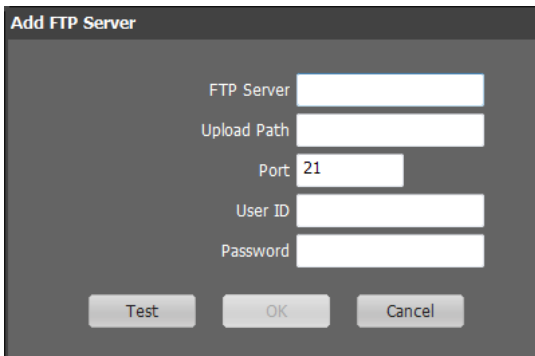 Add FTP Server
FTP Server
Upload Path
Port 21
User ID
Password
Test OK Cancel